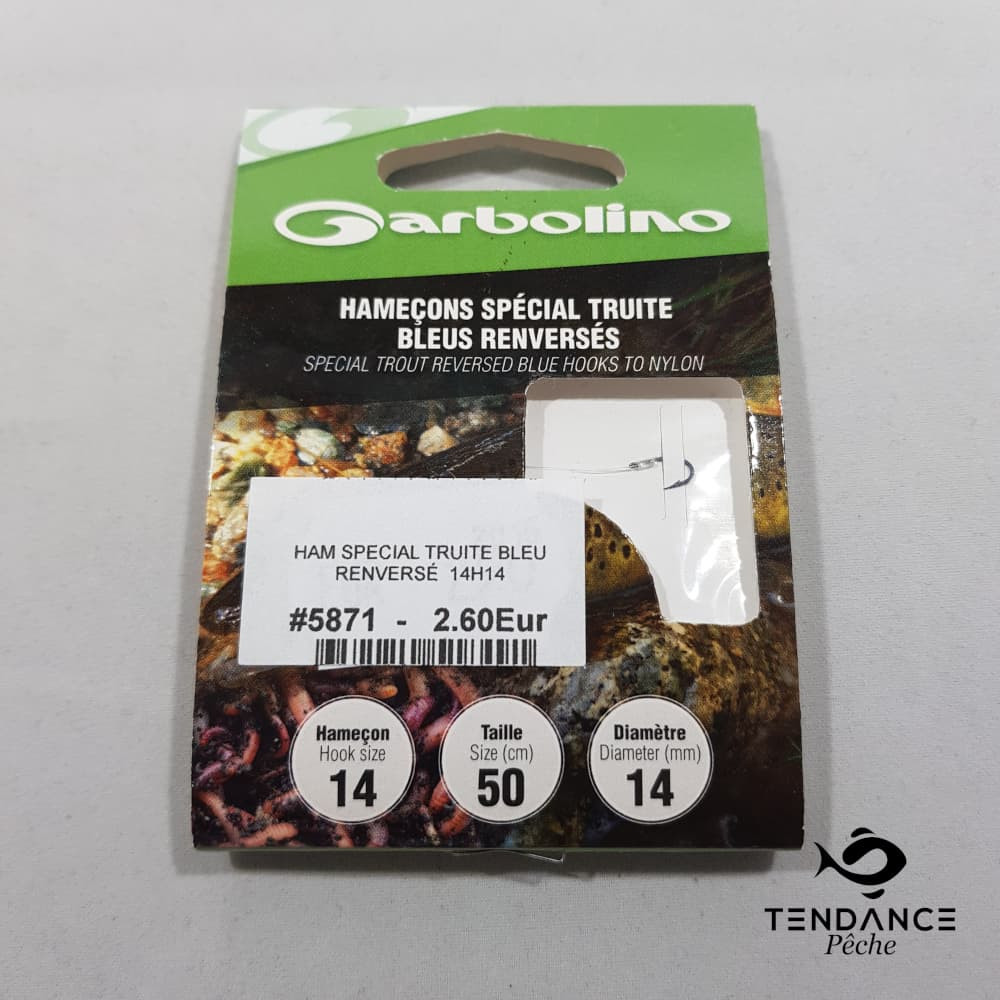 Garbolino
HAMEÇONS SPÉCIAL TRUITE
BLEUS RENVERSÉS
SPECIAL TROUT REVERSED BLUE HOOKS TO NYLON
HAM SPECIAL TRUITE BLEU
RENVERSÉ 14H14
#5871 - 2.60Eur
Hameçon
Hook size
14
Taille
Size (cm)
50
Diamètre
Diameter (mm)
14
TENDANCE
Pêche